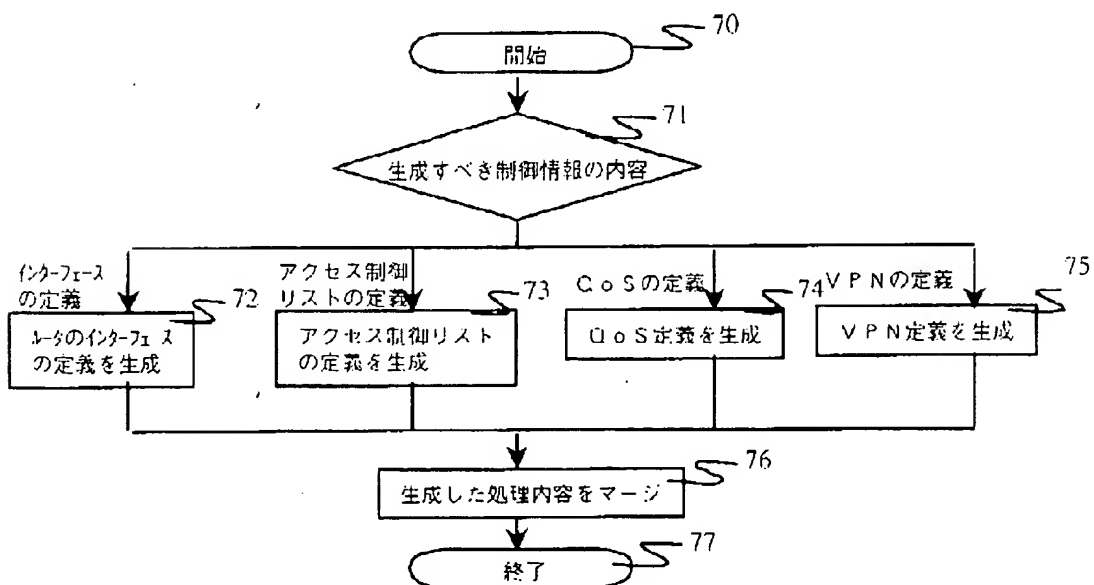 開始
70
71
生成すべき制御情報の内容
インターフェース
の定義
72
ルータのインターフェース
の定義を生成
アクセス制御
リストの定義
73
アクセス制御リスト
の定義を生成
QoSの定義
74
QoS定義を生成
VPNの定義
75
VPN定義を生成
76
生成した処理内容をマージ
77
終了